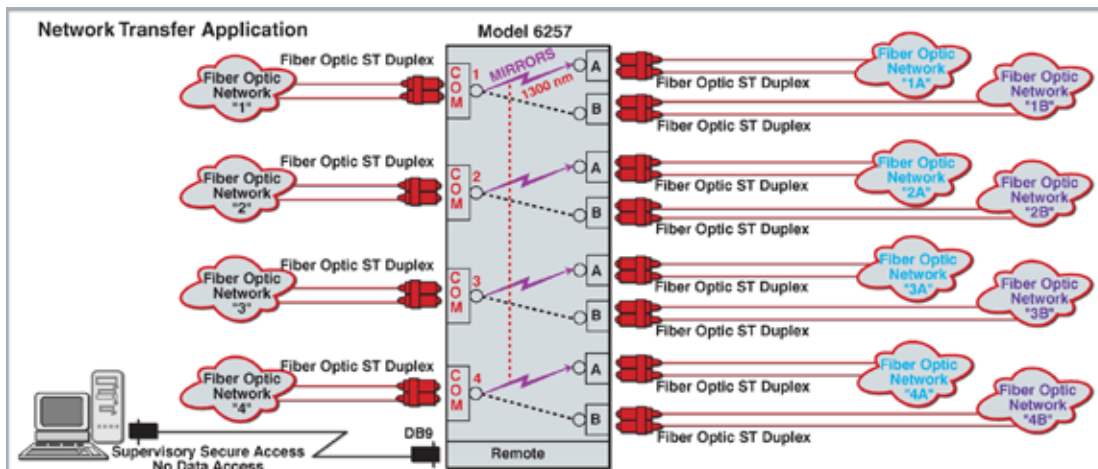 Network Transfer Application
Model 6257
Fiber Optic ST Duplex
Fiber Optic
Network
"1"
COM
1
MIRRORS
1300 nm
A
B
Fiber Optic ST Duplex
Fiber Optic
Network
"1A"
Fiber Optic ST Duplex
Fiber Optic
Network
"1B"
Fiber Optic ST Duplex
Fiber Optic
Network
"2"
COM
2
A
B
Fiber Optic ST Duplex
Fiber Optic
Network
"2A"
Fiber Optic ST Duplex
Fiber Optic
Network
"2B"
Fiber Optic ST Duplex
Fiber Optic
Network
"3"
COM
3
A
B
Fiber Optic ST Duplex
Fiber Optic
Network
"3A"
Fiber Optic ST Duplex
Fiber Optic
Network
"3B"
Fiber Optic ST Duplex
Fiber Optic
Network
"4"
COM
4
A
B
Fiber Optic ST Duplex
Fiber Optic
Network
"4A"
Fiber Optic ST Duplex
Fiber Optic
Network
"4B"
DB9
Remote
Supervisory Secure Access
No Data Access